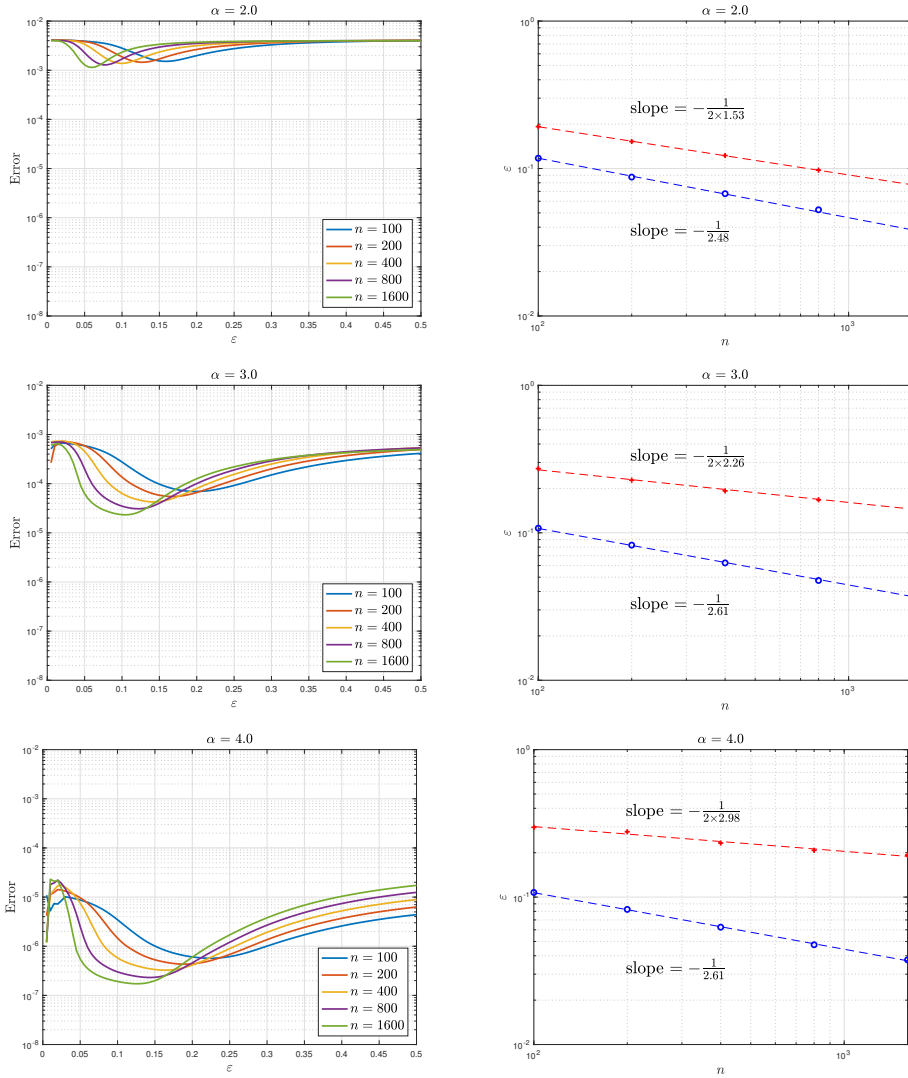 α = 2.0
Error
10^-2
10^-3
10^-4
10^-5
10^-6
10^-7
10^-8
0 0.05 0.1 0.15 0.2 0.25 0.3 0.35 0.4 0.45 0.5
ε
n = 100
n = 200
n = 400
n = 800
n = 1600
α = 2.0
ε
10^0
10^-1
10^-2
10^2 10^3
n
slope = −1/(2×1.53)
slope = −1/2.48
α = 3.0
Error
10^-2
10^-3
10^-4
10^-5
10^-6
10^-7
10^-8
0 0.05 0.1 0.15 0.2 0.25 0.3 0.35 0.4 0.45 0.5
ε
n = 100
n = 200
n = 400
n = 800
n = 1600
α = 3.0
ε
10^0
10^-1
10^-2
10^2 10^3
n
slope = −1/(2×2.26)
slope = −1/2.61
α = 4.0
Error
10^-2
10^-3
10^-4
10^-5
10^-6
10^-7
10^-8
0 0.05 0.1 0.15 0.2 0.25 0.3 0.35 0.4 0.45 0.5
ε
n = 100
n = 200
n = 400
n = 800
n = 1600
α = 4.0
ε
10^0
10^-1
10^-2
10^2 10^3
n
slope = −1/(2×2.98)
slope = −1/2.61